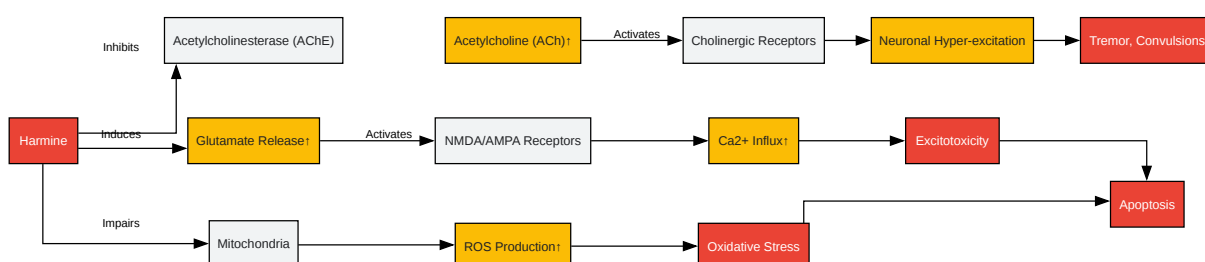 Inhibits
Acetylcholinesterase (AChE)
Acetylcholine (ACh)↑
Activates
Cholinergic Receptors
Neuronal Hyper-excitation
Tremor, Convulsions
Harmine
Induces
Glutamate Release↑
Activates
NMDA/AMPA Receptors
Ca2+ Influx↑
Excitotoxicity
Apoptosis
Impairs
Mitochondria
ROS Production↑
Oxidative Stress